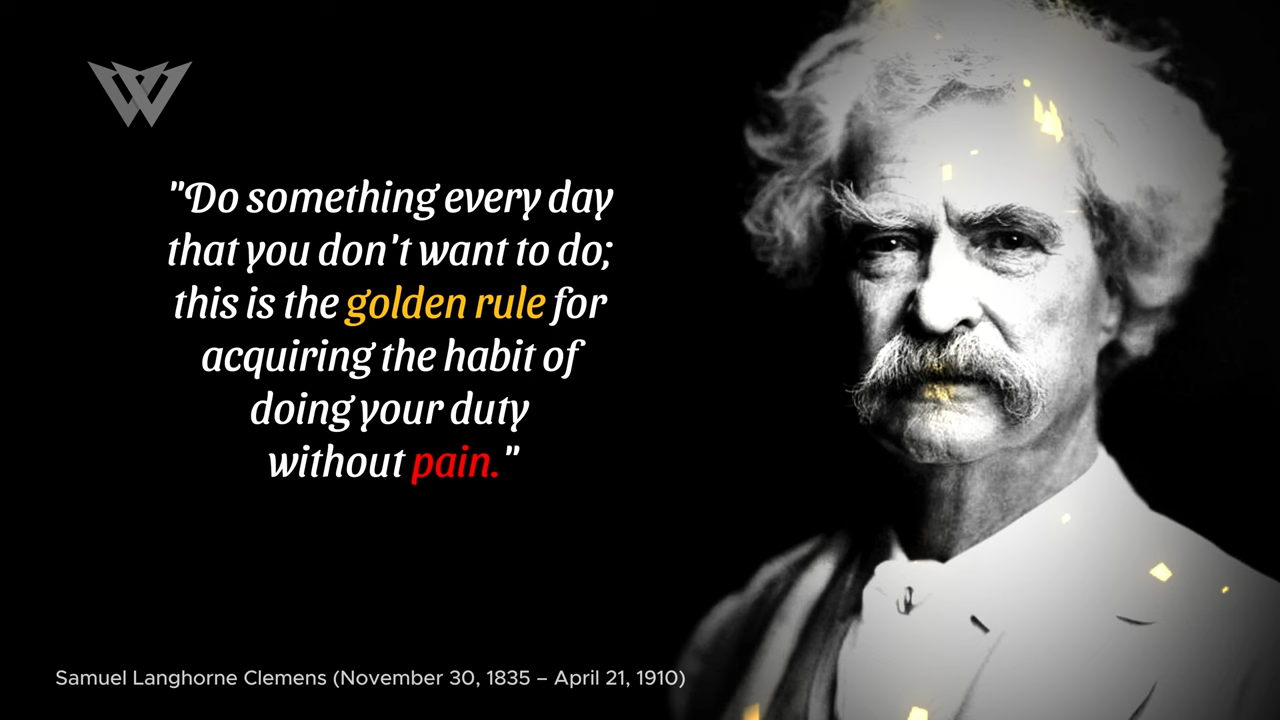 "Do something every day
that you don't want to do;
this is the golden rule for
acquiring the habit of
doing your duty
without pain."
Samuel Langhorne Clemens (November 30, 1835 – April 21, 1910)